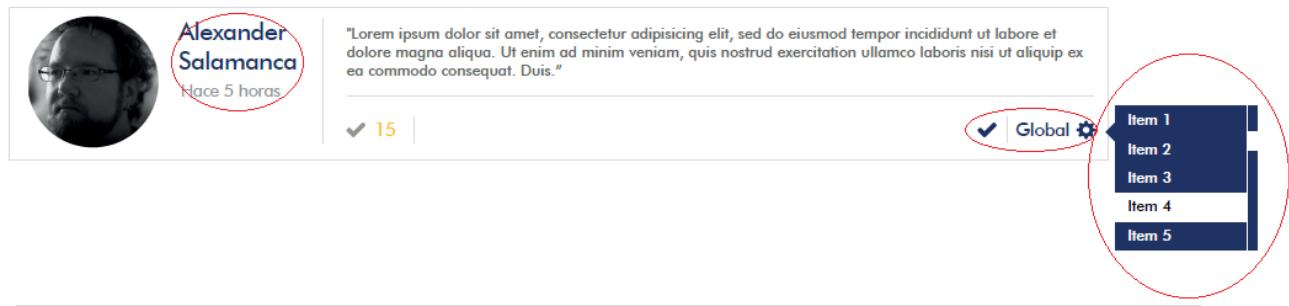 Alexander
Salamanca
Hace 5 horas
"Lorem ipsum dolor sit amet, consectetur adipisicing elit, sed do eiusmod tempor incididunt ut labore et
dolore magna aliqua. Ut enim ad minim veniam, quis nostrud exercitation ullamco laboris nisi ut aliquip ex
ea commodo consequat. Duis."
15
Global
Item 1
Item 2
Item 3
Item 4
Item 5